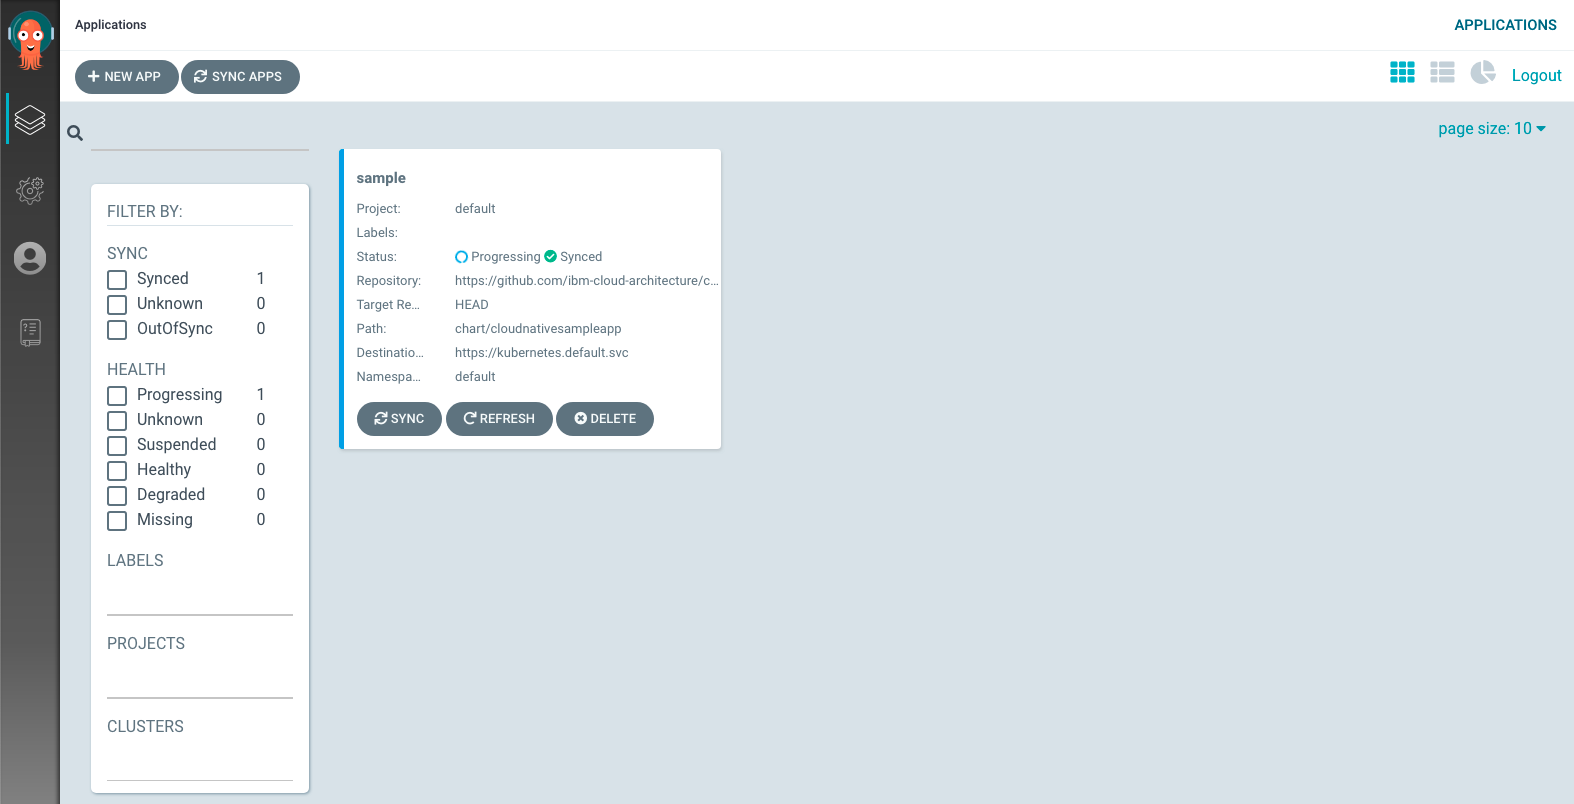 Applications
APPLICATIONS
NEW APP
SYNC APPS
Logout
page size: 10
FILTER BY:
SYNC
Synced 1
Unknown 0
OutOfSync 0
HEALTH
Progressing 1
Unknown 0
Suspended 0
Healthy 0
Degraded 0
Missing 0
LABELS
PROJECTS
CLUSTERS
sample
Project: default
Labels:
Status: Progressing Synced
Repository: https://github.com/ibm-cloud-architecture/c...
Target Re... HEAD
Path: chart/cloudnativesampleapp
Destinatio... https://kubernetes.default.svc
Namespa... default
SYNC REFRESH DELETE